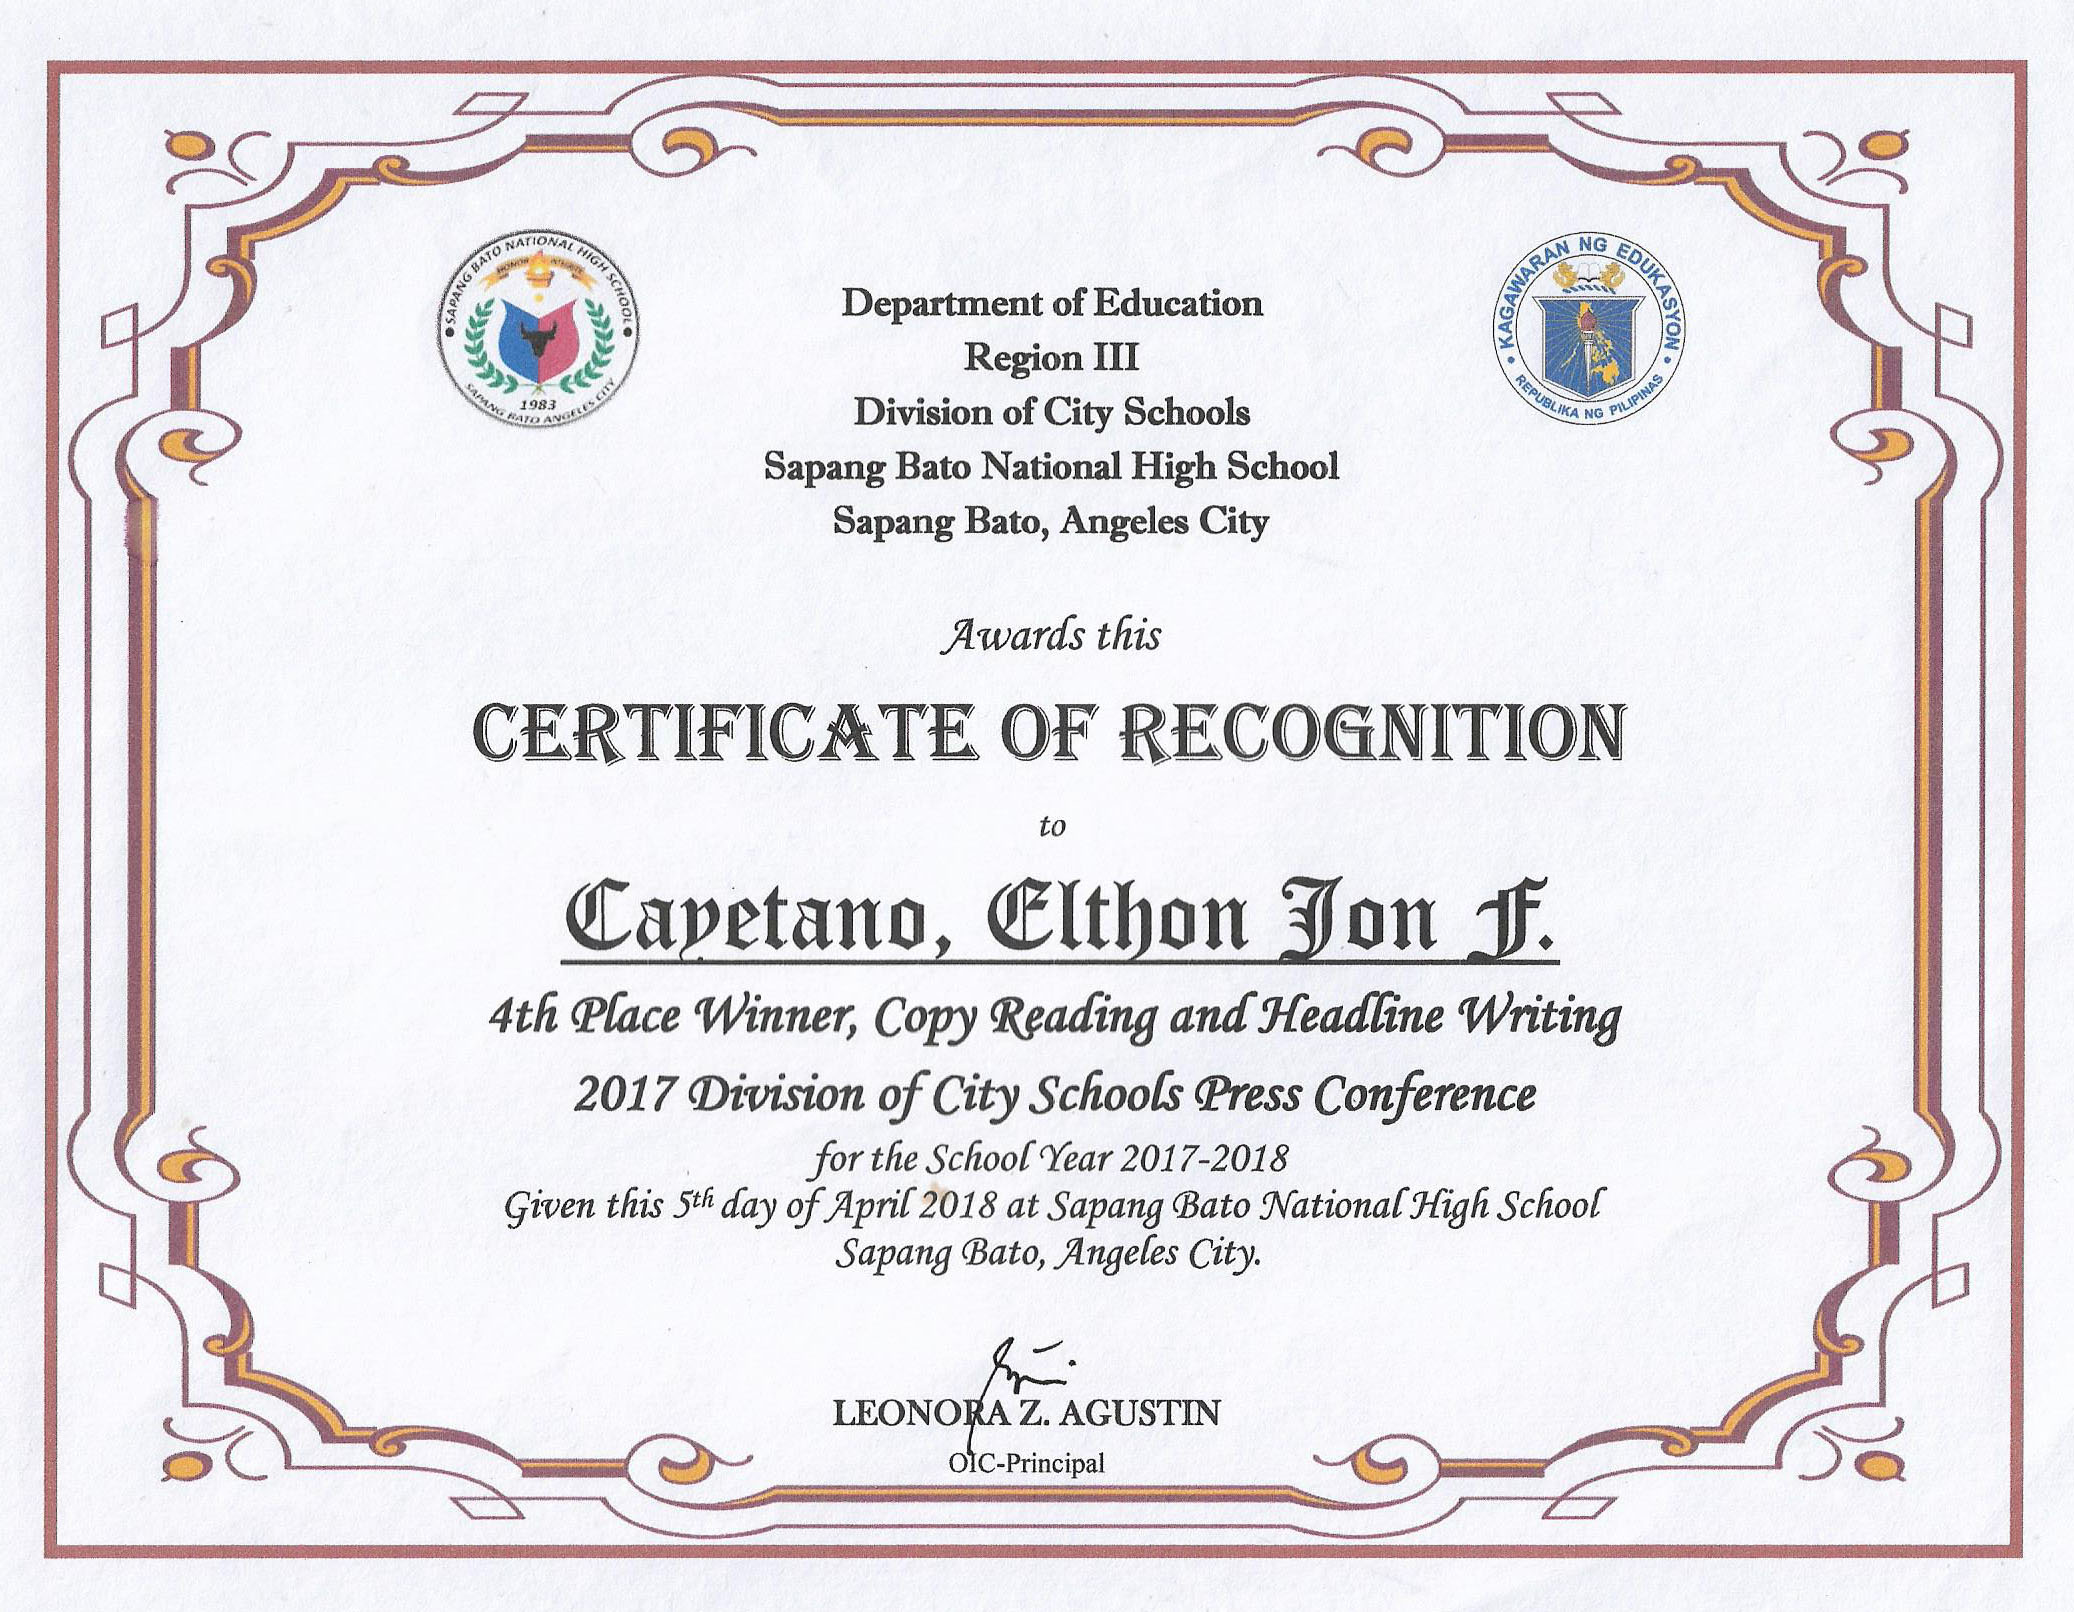 SAPANG BATO NATIONAL HIGH SCHOOL
HONOR INTEGRITY
1983
SAPANG BATO ANGELES CITY
KAGAWARAN NG EDUKASYON
REPUBLIKA NG PILIPINAS
Department of Education
Region III
Division of City Schools
Sapang Bato National High School
Sapang Bato, Angeles City
Awards this
CERTIFICATE OF RECOGNITION
to
Cayetano, Elthon Jon F.
4th Place Winner, Copy Reading and Headline Writing
2017 Division of City Schools Press Conference
for the School Year 2017-2018
Given this 5th day of April 2018 at Sapang Bato National High School
Sapang Bato, Angeles City.
LEONORA Z. AGUSTIN
OIC-Principal